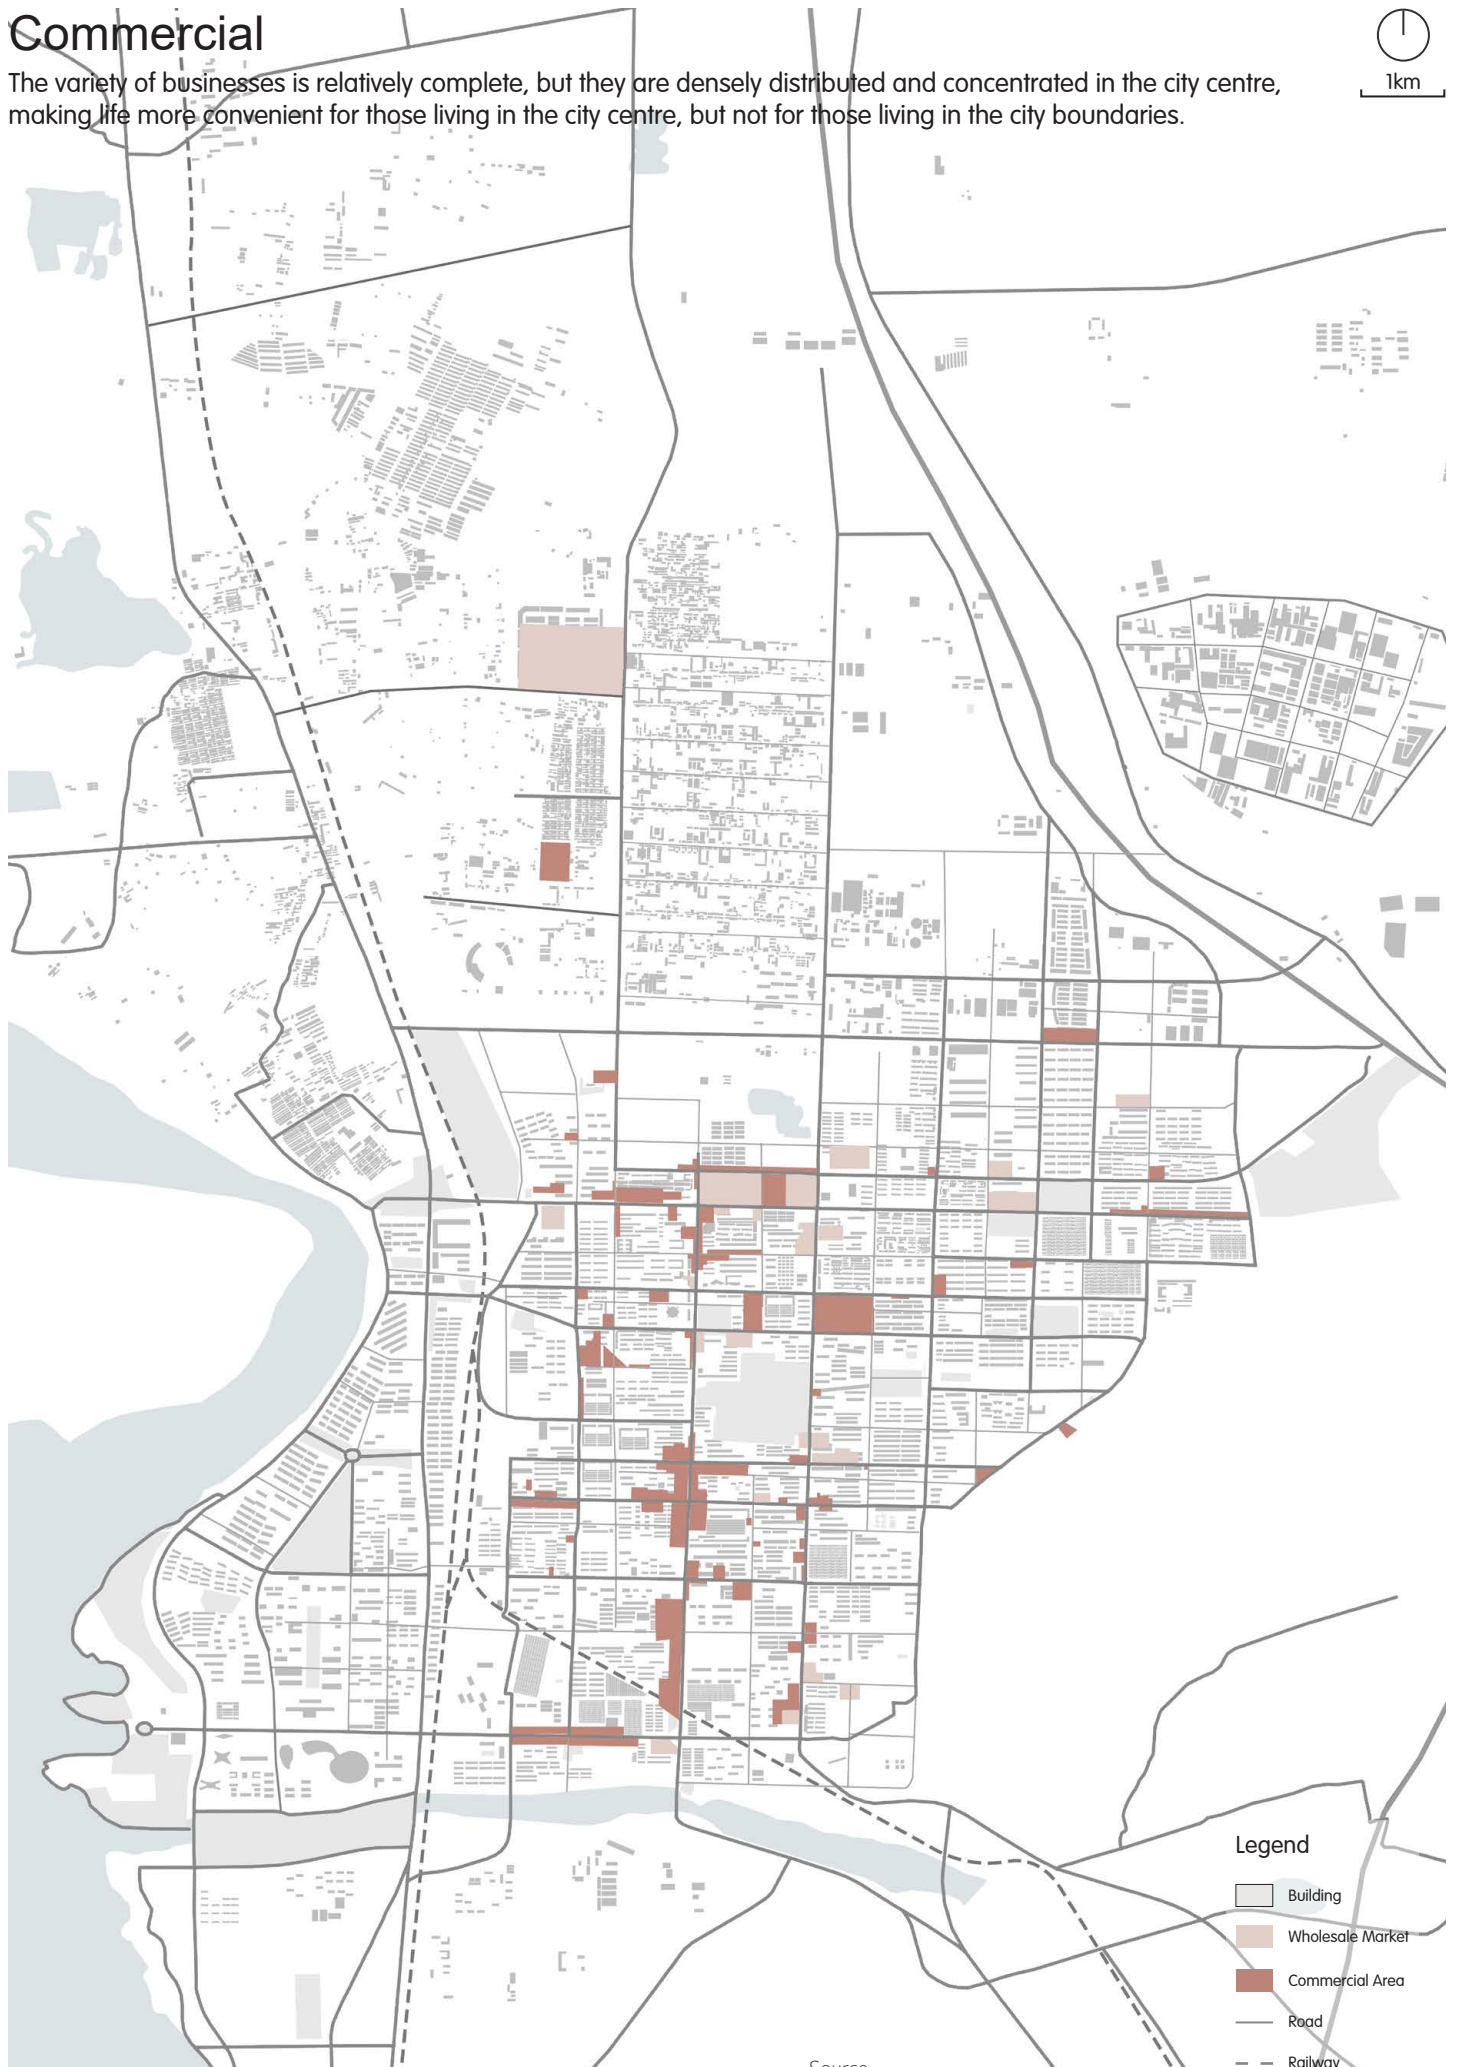 Commercial
The variety of businesses is relatively complete, but they are densely distributed and concentrated in the city centre,
making life more convenient for those living in the city centre, but not for those living in the city boundaries.
1km
Legend
Building
Wholesale Market
Commercial Area
Road
Railway
Source